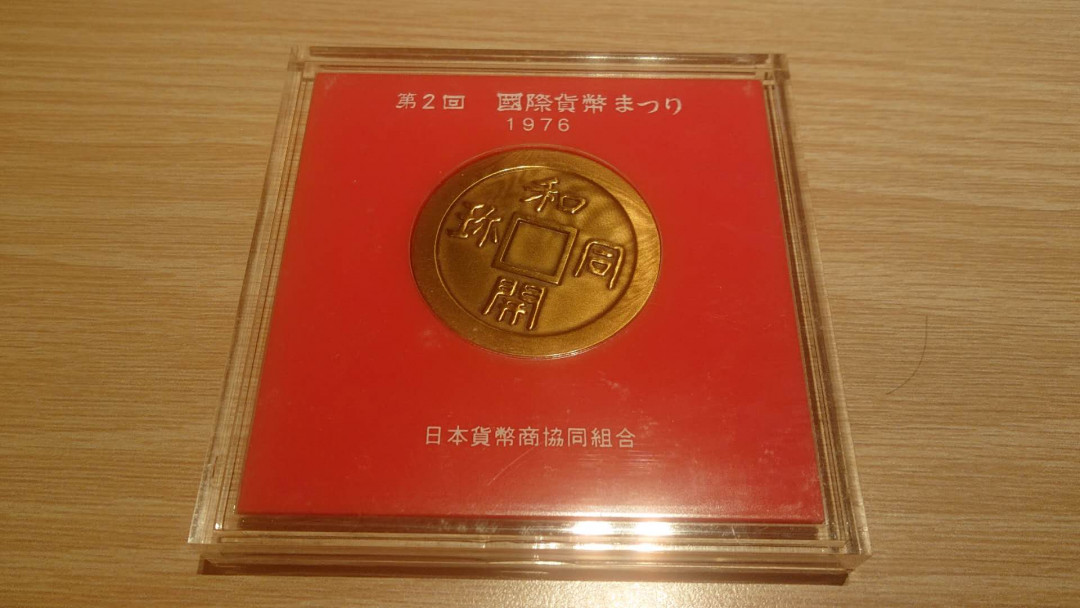 第2回 國際貨幣まつり
1976
和同開珎
日本貨幣商協同組合